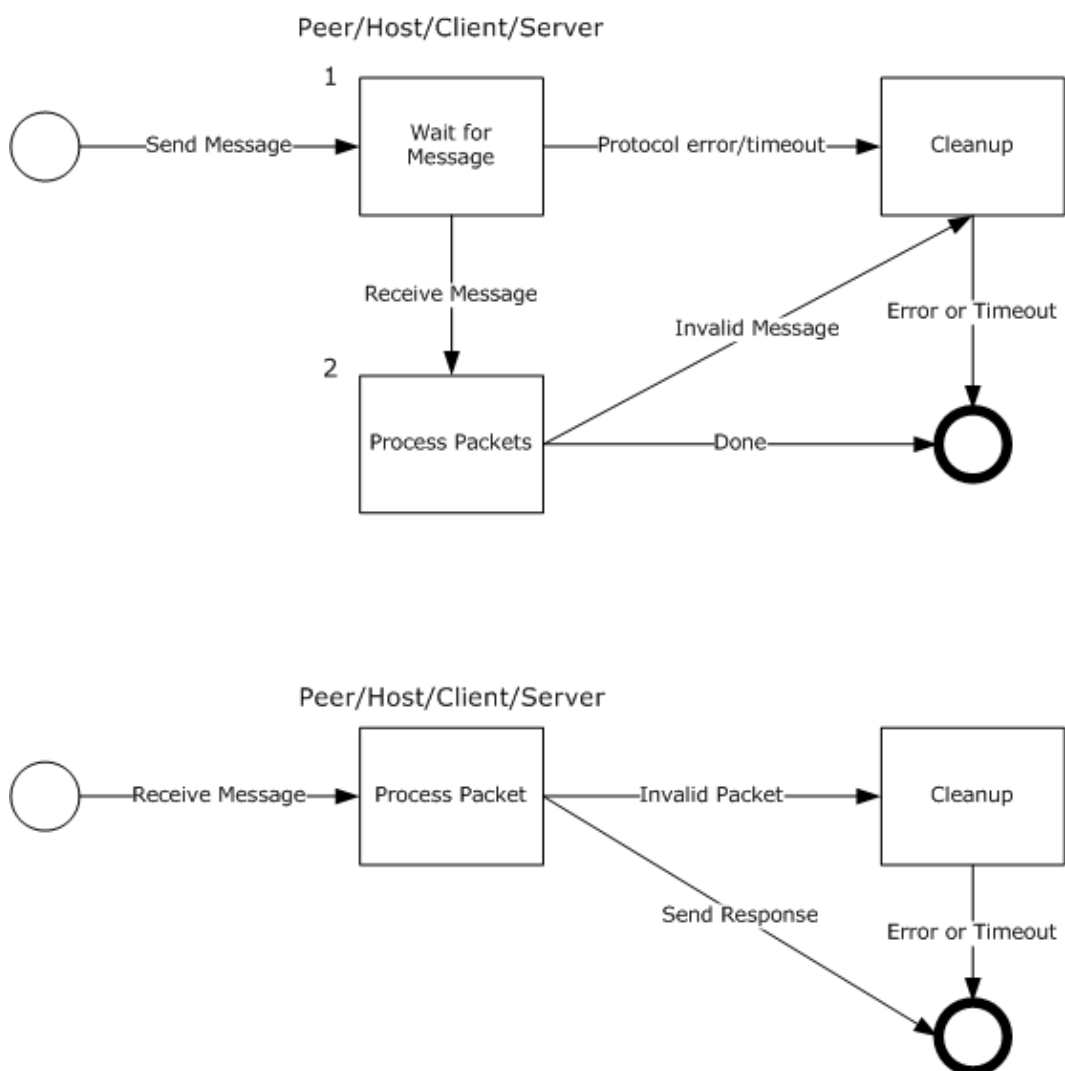 Peer/Host/Client/Server
1
Send Message
Wait for
Message
Protocol error/timeout
Cleanup
Receive Message
Invalid Message
Error or Timeout
2
Process Packets
Done
Peer/Host/Client/Server
Receive Message
Process Packet
Invalid Packet
Cleanup
Send Response
Error or Timeout